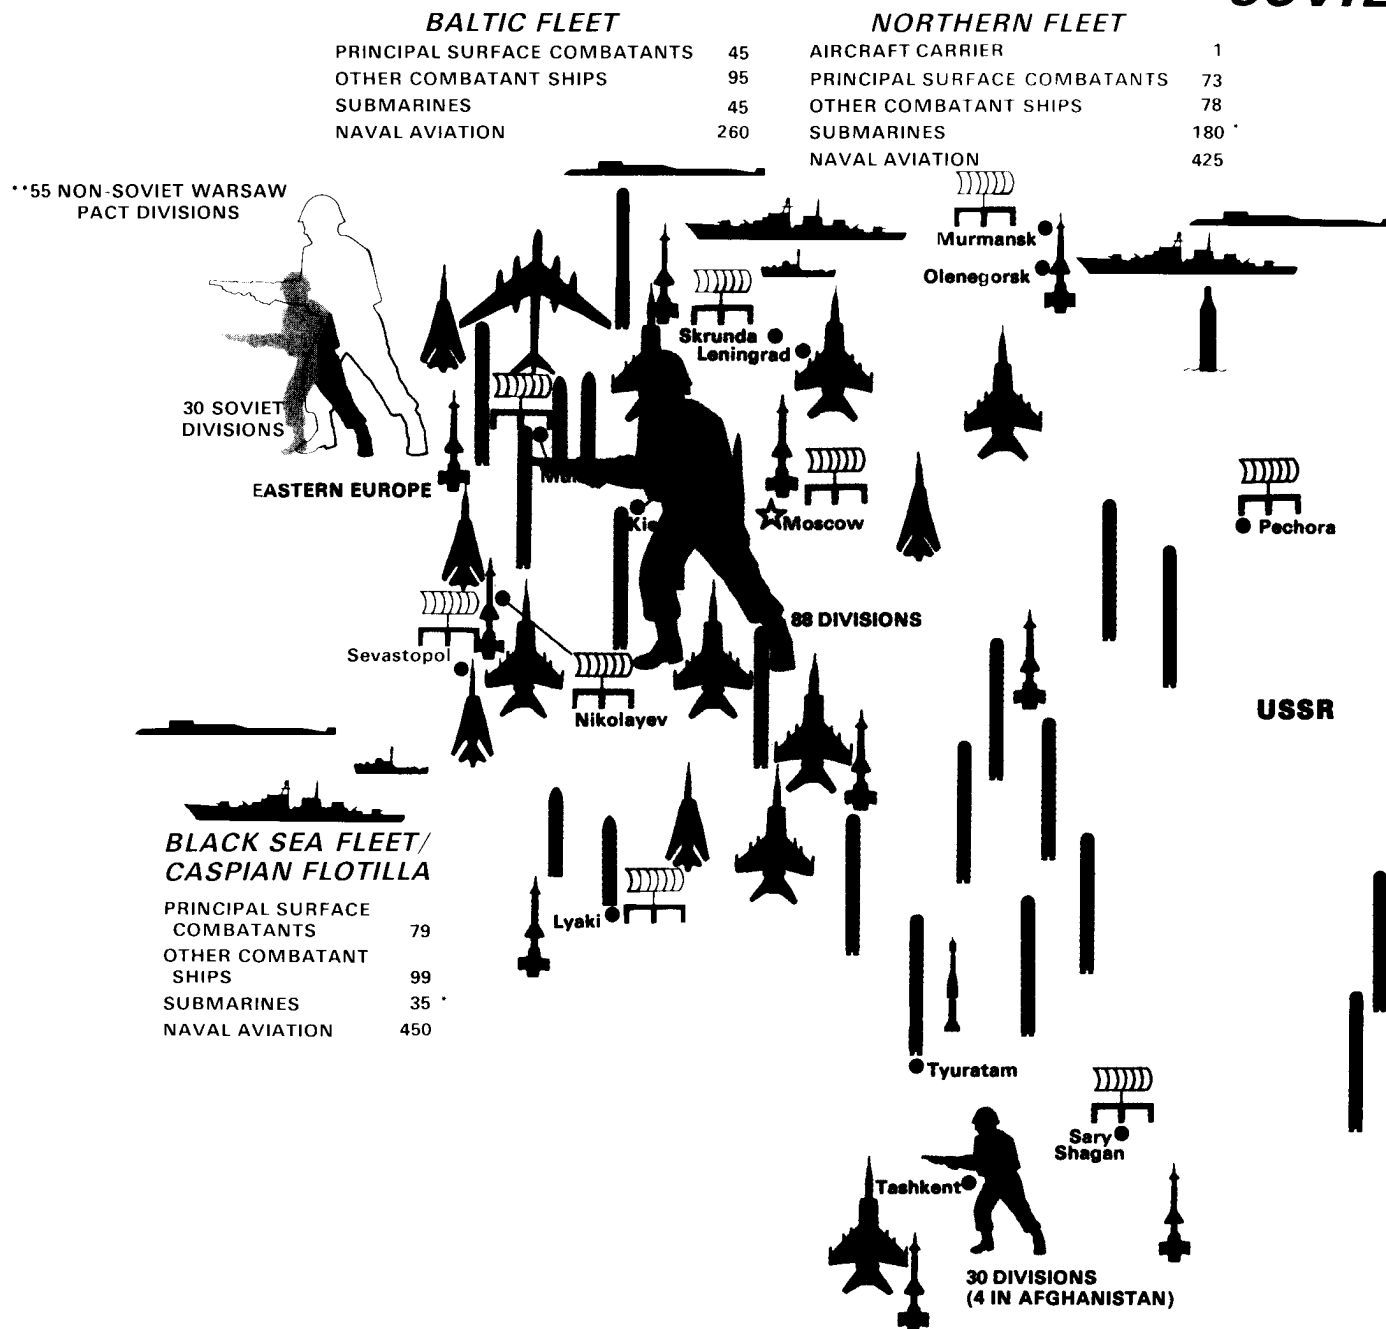 BALTIC FLEET
PRINCIPAL SURFACE COMBATANTS 45
OTHER COMBATANT SHIPS 95
SUBMARINES 45
NAVAL AVIATION 260
NORTHERN FLEET
AIRCRAFT CARRIER 1
PRINCIPAL SURFACE COMBATANTS 73
OTHER COMBATANT SHIPS 78
SUBMARINES 180 *
NAVAL AVIATION 425
**55 NON-SOVIET WARSAW
PACT DIVISIONS
30 SOVIET
DIVISIONS
EASTERN EUROPE
Murmansk
Olenegorsk
Skrunda
Leningrad
Moscow
Pechora
88 DIVISIONS
Sevastopol
Nikolayev
USSR
BLACK SEA FLEET/
CASPIAN FLOTILLA
PRINCIPAL SURFACE
COMBATANTS 79
OTHER COMBATANT
SHIPS 99
SUBMARINES 35 *
NAVAL AVIATION 450
Lyaki
Tyuratam
Sary
Shagan
Tashkent
30 DIVISIONS
(4 IN AFGHANISTAN)